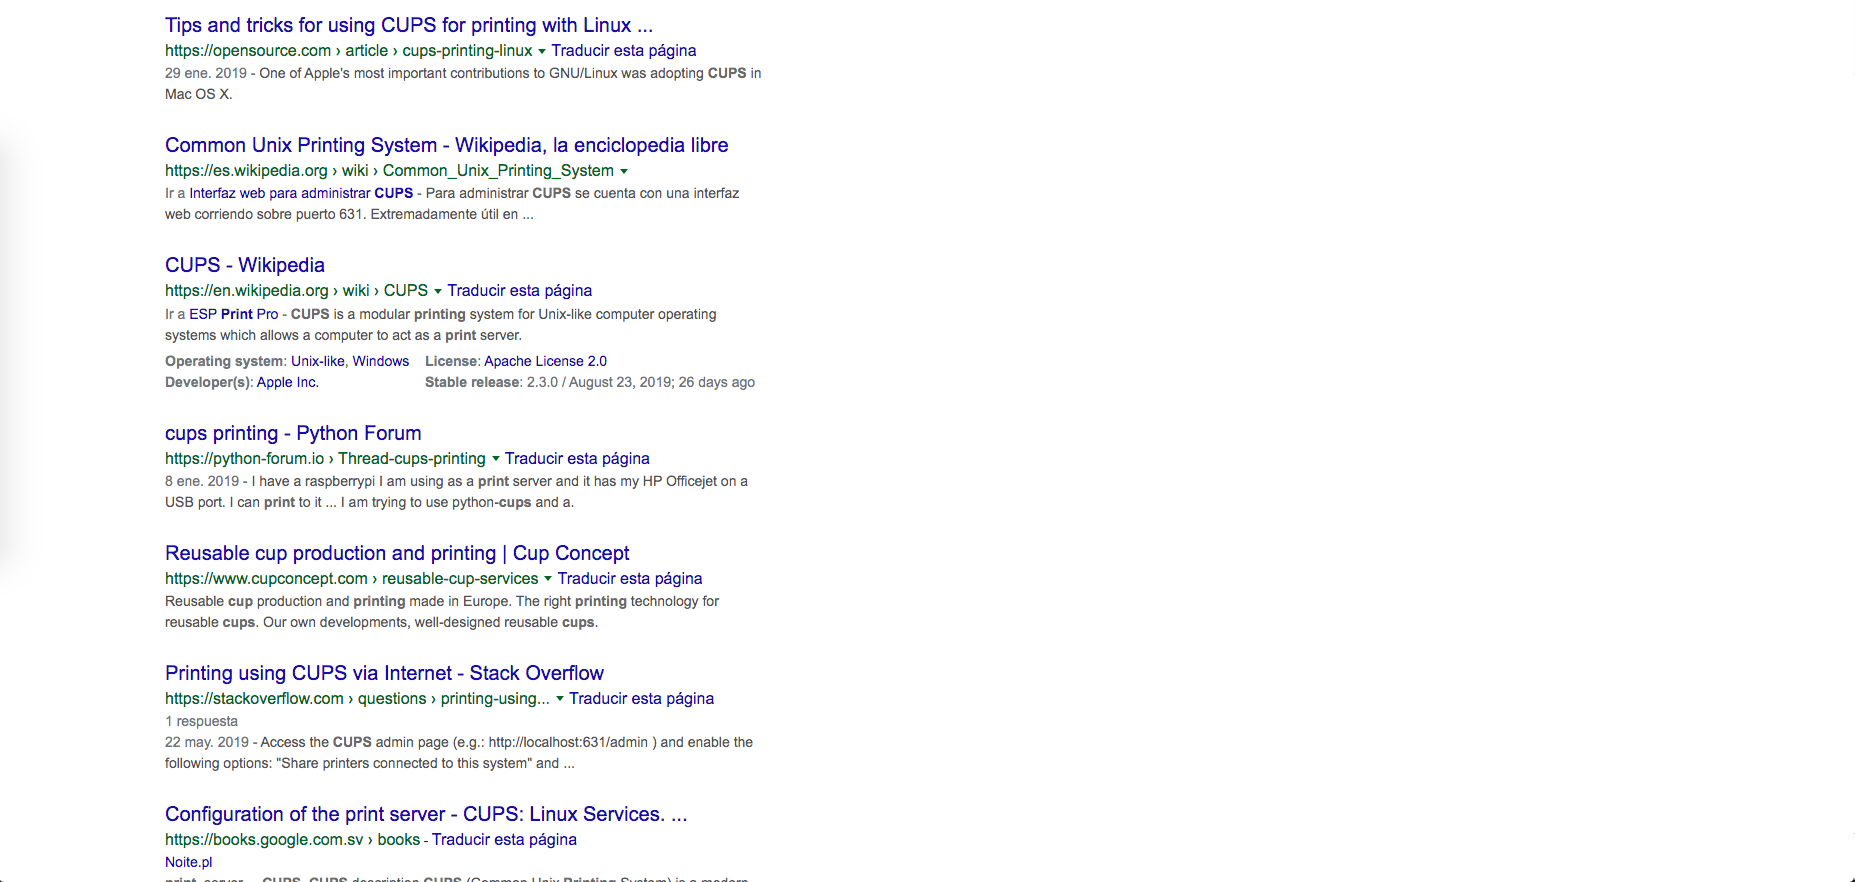 Tips and tricks for using CUPS for printing with Linux ...
https://opensource.com › article › cups-printing-linux ▾ Traducir esta página
29 ene. 2019 - One of Apple's most important contributions to GNU/Linux was adopting CUPS in
Mac OS X.
Common Unix Printing System - Wikipedia, la enciclopedia libre
https://es.wikipedia.org › wiki › Common_Unix_Printing_System ▾
Ir a Interfaz web para administrar CUPS - Para administrar CUPS se cuenta con una interfaz
web corriendo sobre puerto 631. Extremadamente útil en ...
CUPS - Wikipedia
https://en.wikipedia.org › wiki › CUPS ▾ Traducir esta página
Ir a ESP Print Pro - CUPS is a modular printing system for Unix-like computer operating
systems which allows a computer to act as a print server.
Operating system: Unix-like, Windows License: Apache License 2.0
Developer(s): Apple Inc. Stable release: 2.3.0 / August 23, 2019; 26 days ago
cups printing - Python Forum
https://python-forum.io › Thread-cups-printing ▾ Traducir esta página
8 ene. 2019 - I have a raspberrypi I am using as a print server and it has my HP Officejet on a
USB port. I can print to it ... I am trying to use python-cups and a.
Reusable cup production and printing | Cup Concept
https://www.cupconcept.com › reusable-cup-services ▾ Traducir esta página
Reusable cup production and printing made in Europe. The right printing technology for
reusable cups. Our own developments, well-designed reusable cups.
Printing using CUPS via Internet - Stack Overflow
https://stackoverflow.com › questions › printing-using... ▾ Traducir esta página
1 respuesta
22 may. 2019 - Access the CUPS admin page (e.g.: http://localhost:631/admin ) and enable the
following options: "Share printers connected to this system" and ...
Configuration of the print server - CUPS: Linux Services. ...
https://books.google.com.sv › books - Traducir esta página
Noite.pl
print_server ... CUPS. CUPS description CUPS (Common Unix Printing System) is a modern